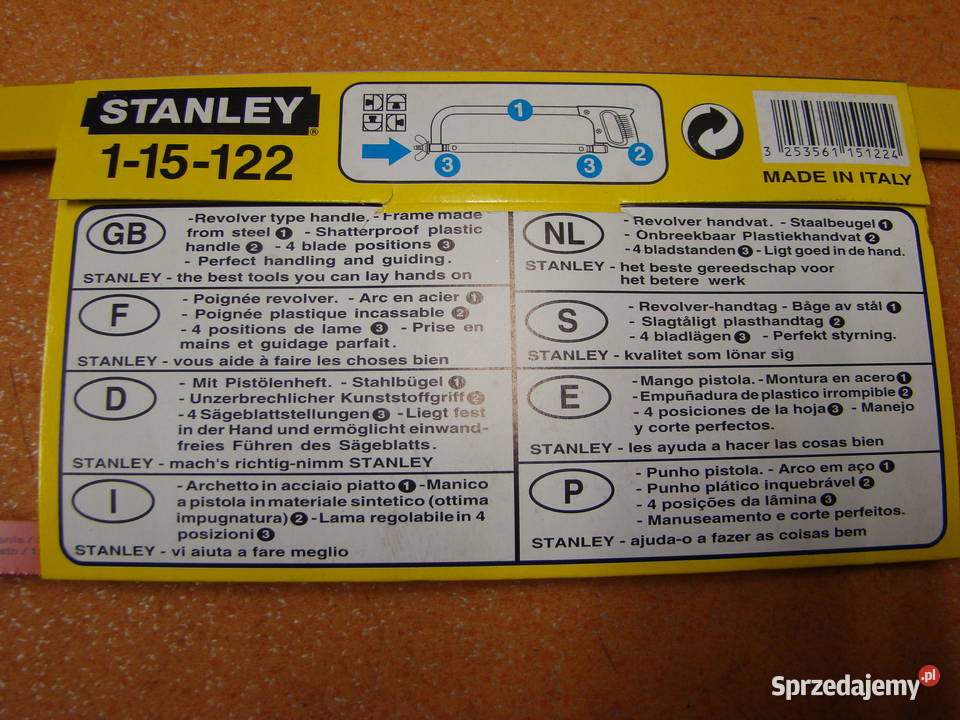 STANLEY®
1-15-122
1
2
3
3
3 253561 151224
MADE IN ITALY
GB
-Revolver type handle. - Frame made
from steel 1 - Shatterproof plastic
handle 2 - 4 blade positions 3
- Perfect handling and guiding.
STANLEY - the best tools you can lay hands on
F
- Poignée revolver. - Arc en acier 1
- Poignée plastique incassable 2
- 4 positions de lame 3 - Prise en
mains et guidage parfait.
STANLEY - vous aide à faire les choses bien
D
- Mit Pistölenheft. - Stahlbügel 1
- Unzerbrechlicher Kunststoffgriff 2
- 4 Sägeblattstellungen 3 - Liegt fest
in der Hand und ermöglicht einwand-
freies Führen des Sägeblatts.
STANLEY - mach's richtig-nimm STANLEY
I
- Archetto in acciaio piatto 1 - Manico
a pistola in materiale sintetico (ottima
impugnatura) 2 - Lama regolabile in 4
posizioni 3
STANLEY - vi aiuta a fare meglio
NL
- Revolver handvat. - Staalbeugel 1
- Onbreekbaar Plastiekhandvat 2
- 4 bladstanden 3 - Ligt goed in de hand.
STANLEY - het beste gereedschap voor
het betere werk
S
- Revolver-handtag - Båge av stål 1
- Slagtåligt plasthandtag 2
- 4 bladlägen 3 - Perfekt styrning.
STANLEY - kvalitet som lönar sig
E
- Mango pistola. - Montura en acero 1
- Empuñadura de plastico irrompible 2
- 4 posiciones de la hoja 3 - Manejo
y corte perfectos.
STANLEY - les ayuda a hacer las cosas bien
P
- Punho pistola. - Arco em aço 1
- Punho plático inquebrável 2
- 4 posições da lâmina 3
- Manuseamento e corte perfeitos.
STANLEY - ajuda-o a fazer as coisas bem
Sprzedajemy.pl